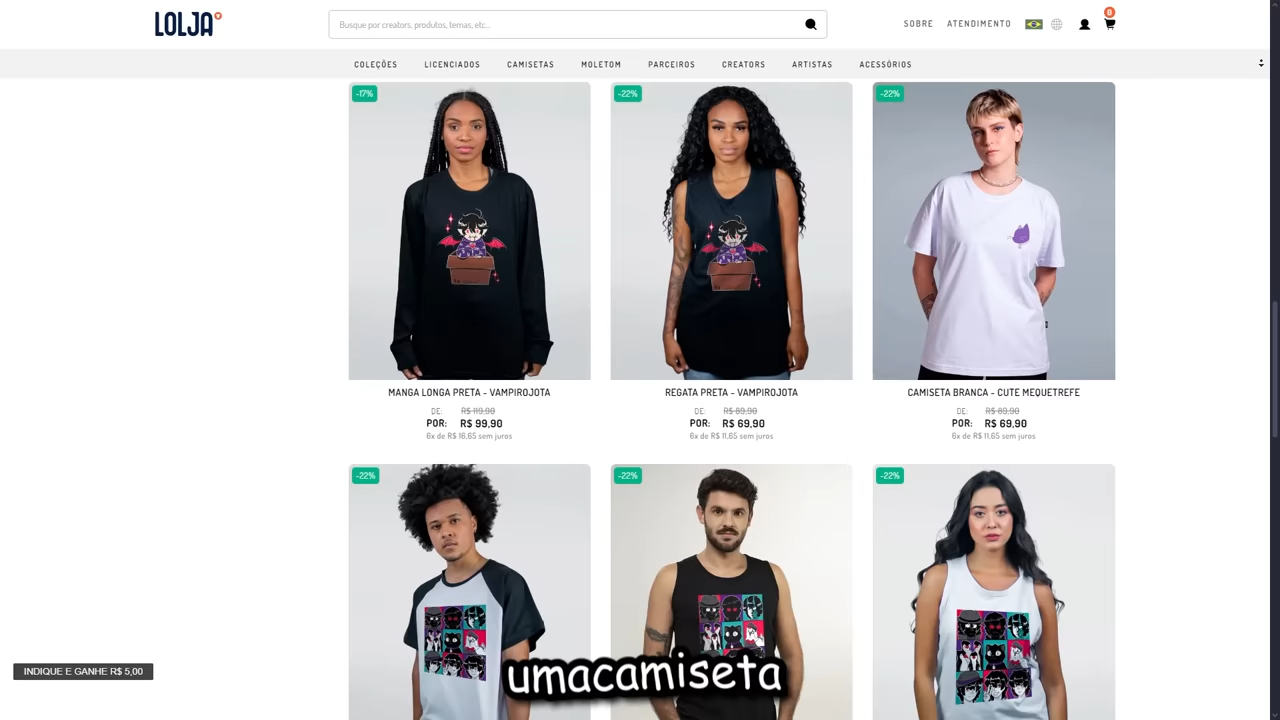 LOLJA
Busque por creators, produtos, temas, etc...
SOBRE
ATENDIMENTO
0
COLEÇÕES
LICENCIADOS
CAMISETAS
MOLETOM
PARCEIROS
CREATORS
ARTISTAS
ACESSÓRIOS
-17%
-22%
-22%
MANGA LONGA PRETA - VAMPIROJOTA
DE: R$ 119,90
POR: R$ 99,90
6x de R$ 16,65 sem juros
REGATA PRETA - VAMPIROJOTA
DE: R$ 89,90
POR: R$ 69,90
6x de R$ 11,65 sem juros
CAMISETA BRANCA - CUTE MEQUETREFE
DE: R$ 89,90
POR: R$ 69,90
6x de R$ 11,65 sem juros
-22%
-22%
-22%
INDIQUE E GANHE R$ 5,00
umacamiseta